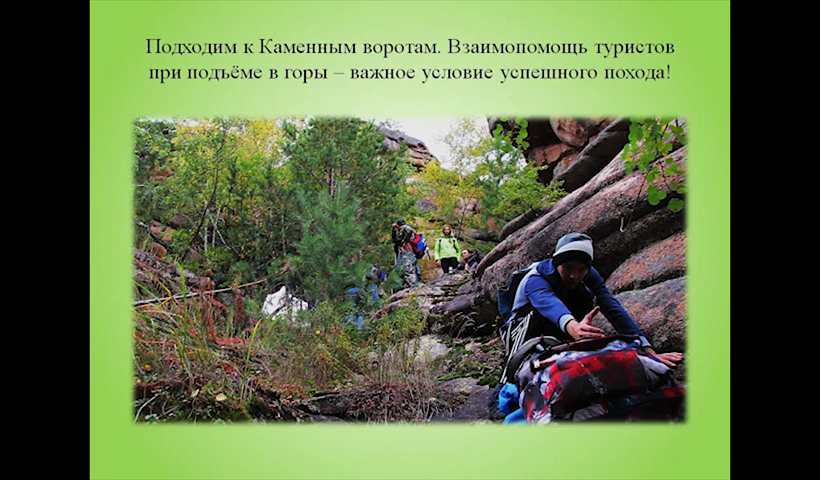 Подходим к Каменным воротам. Взаимопомощь туристов
при подъёме в горы – важное условие успешного похода!